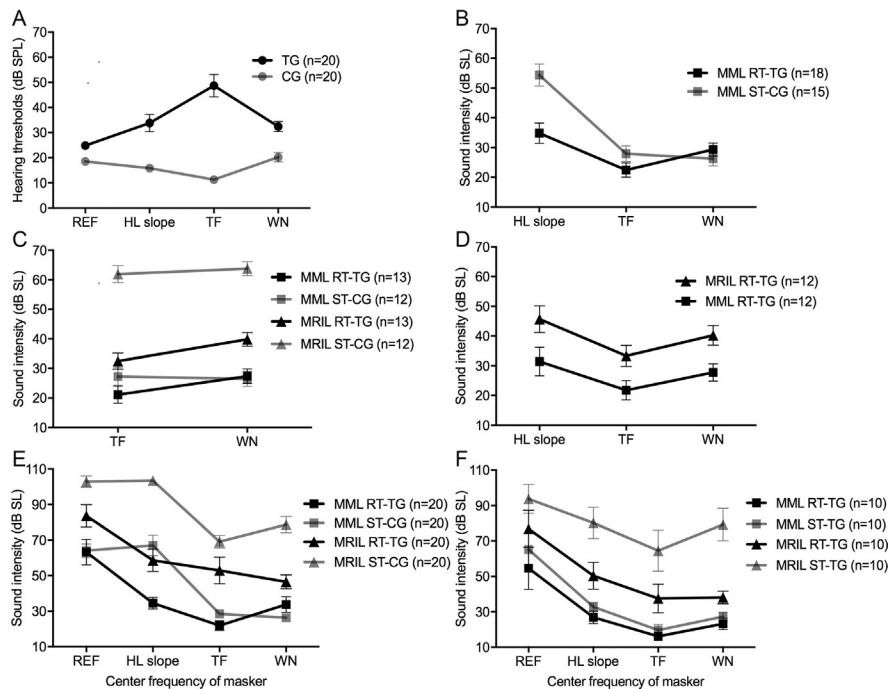 A
Hearing thresholds (dB SPL)
70
60
50
40
30
20
10
0
REF HL slope TF WN
TG (n=20)
CG (n=20)
B
Sound intensity (dB SL)
70
60
50
40
30
20
10
HL slope TF WN
MML RT-TG (n=18)
MML ST-CG (n=15)
C
Sound intensity (dB SL)
70
60
50
40
30
20
10
TF WN
MML RT-TG (n=13)
MML ST-CG (n=12)
MRIL RT-TG (n=13)
MRIL ST-CG (n=12)
D
Sound intensity (dB SL)
70
60
50
40
30
20
10
HL slope TF WN
MRIL RT-TG (n=12)
MML RT-TG (n=12)
E
Sound intensity (dB SL)
110
90
70
50
30
10
REF HL slope TF WN
Center frequency of masker
MML RT-TG (n=20)
MML ST-CG (n=20)
MRIL RT-TG (n=20)
MRIL ST-CG (n=20)
F
Sound intensity (dB SL)
110
90
70
50
30
10
REF HL slope TF WN
Center frequency of masker
MML RT-TG (n=10)
MML ST-TG (n=10)
MRIL RT-TG (n=10)
MRIL ST-TG (n=10)